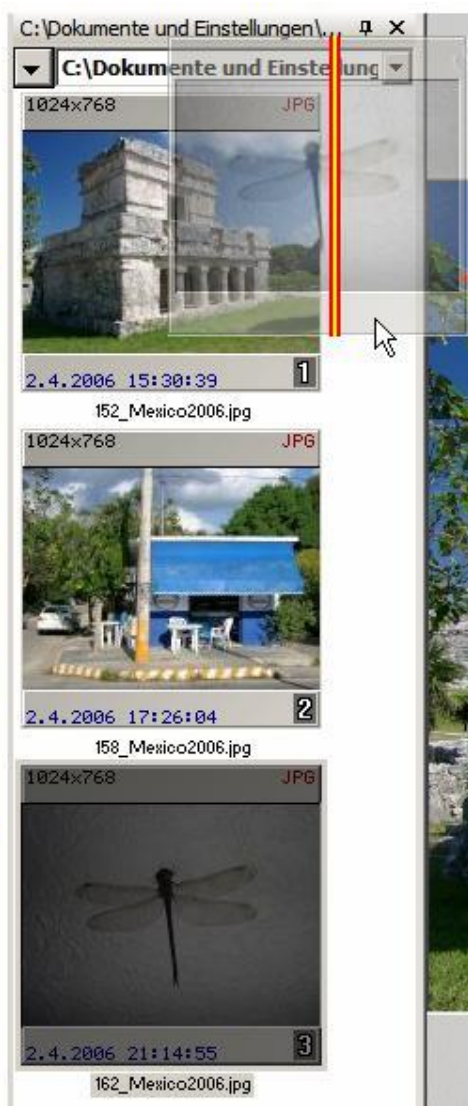 C:\Dokumente und Einstellungen\...
C:\Dokumente und Einstellung
1024x768 JPG
2.4.2006 15:30:39 1
152_Mexico2006.jpg
1024x768 JPG
2.4.2006 17:26:04 2
158_Mexico2006.jpg
1024x768 JPG
2.4.2006 21:14:55 3
162_Mexico2006.jpg